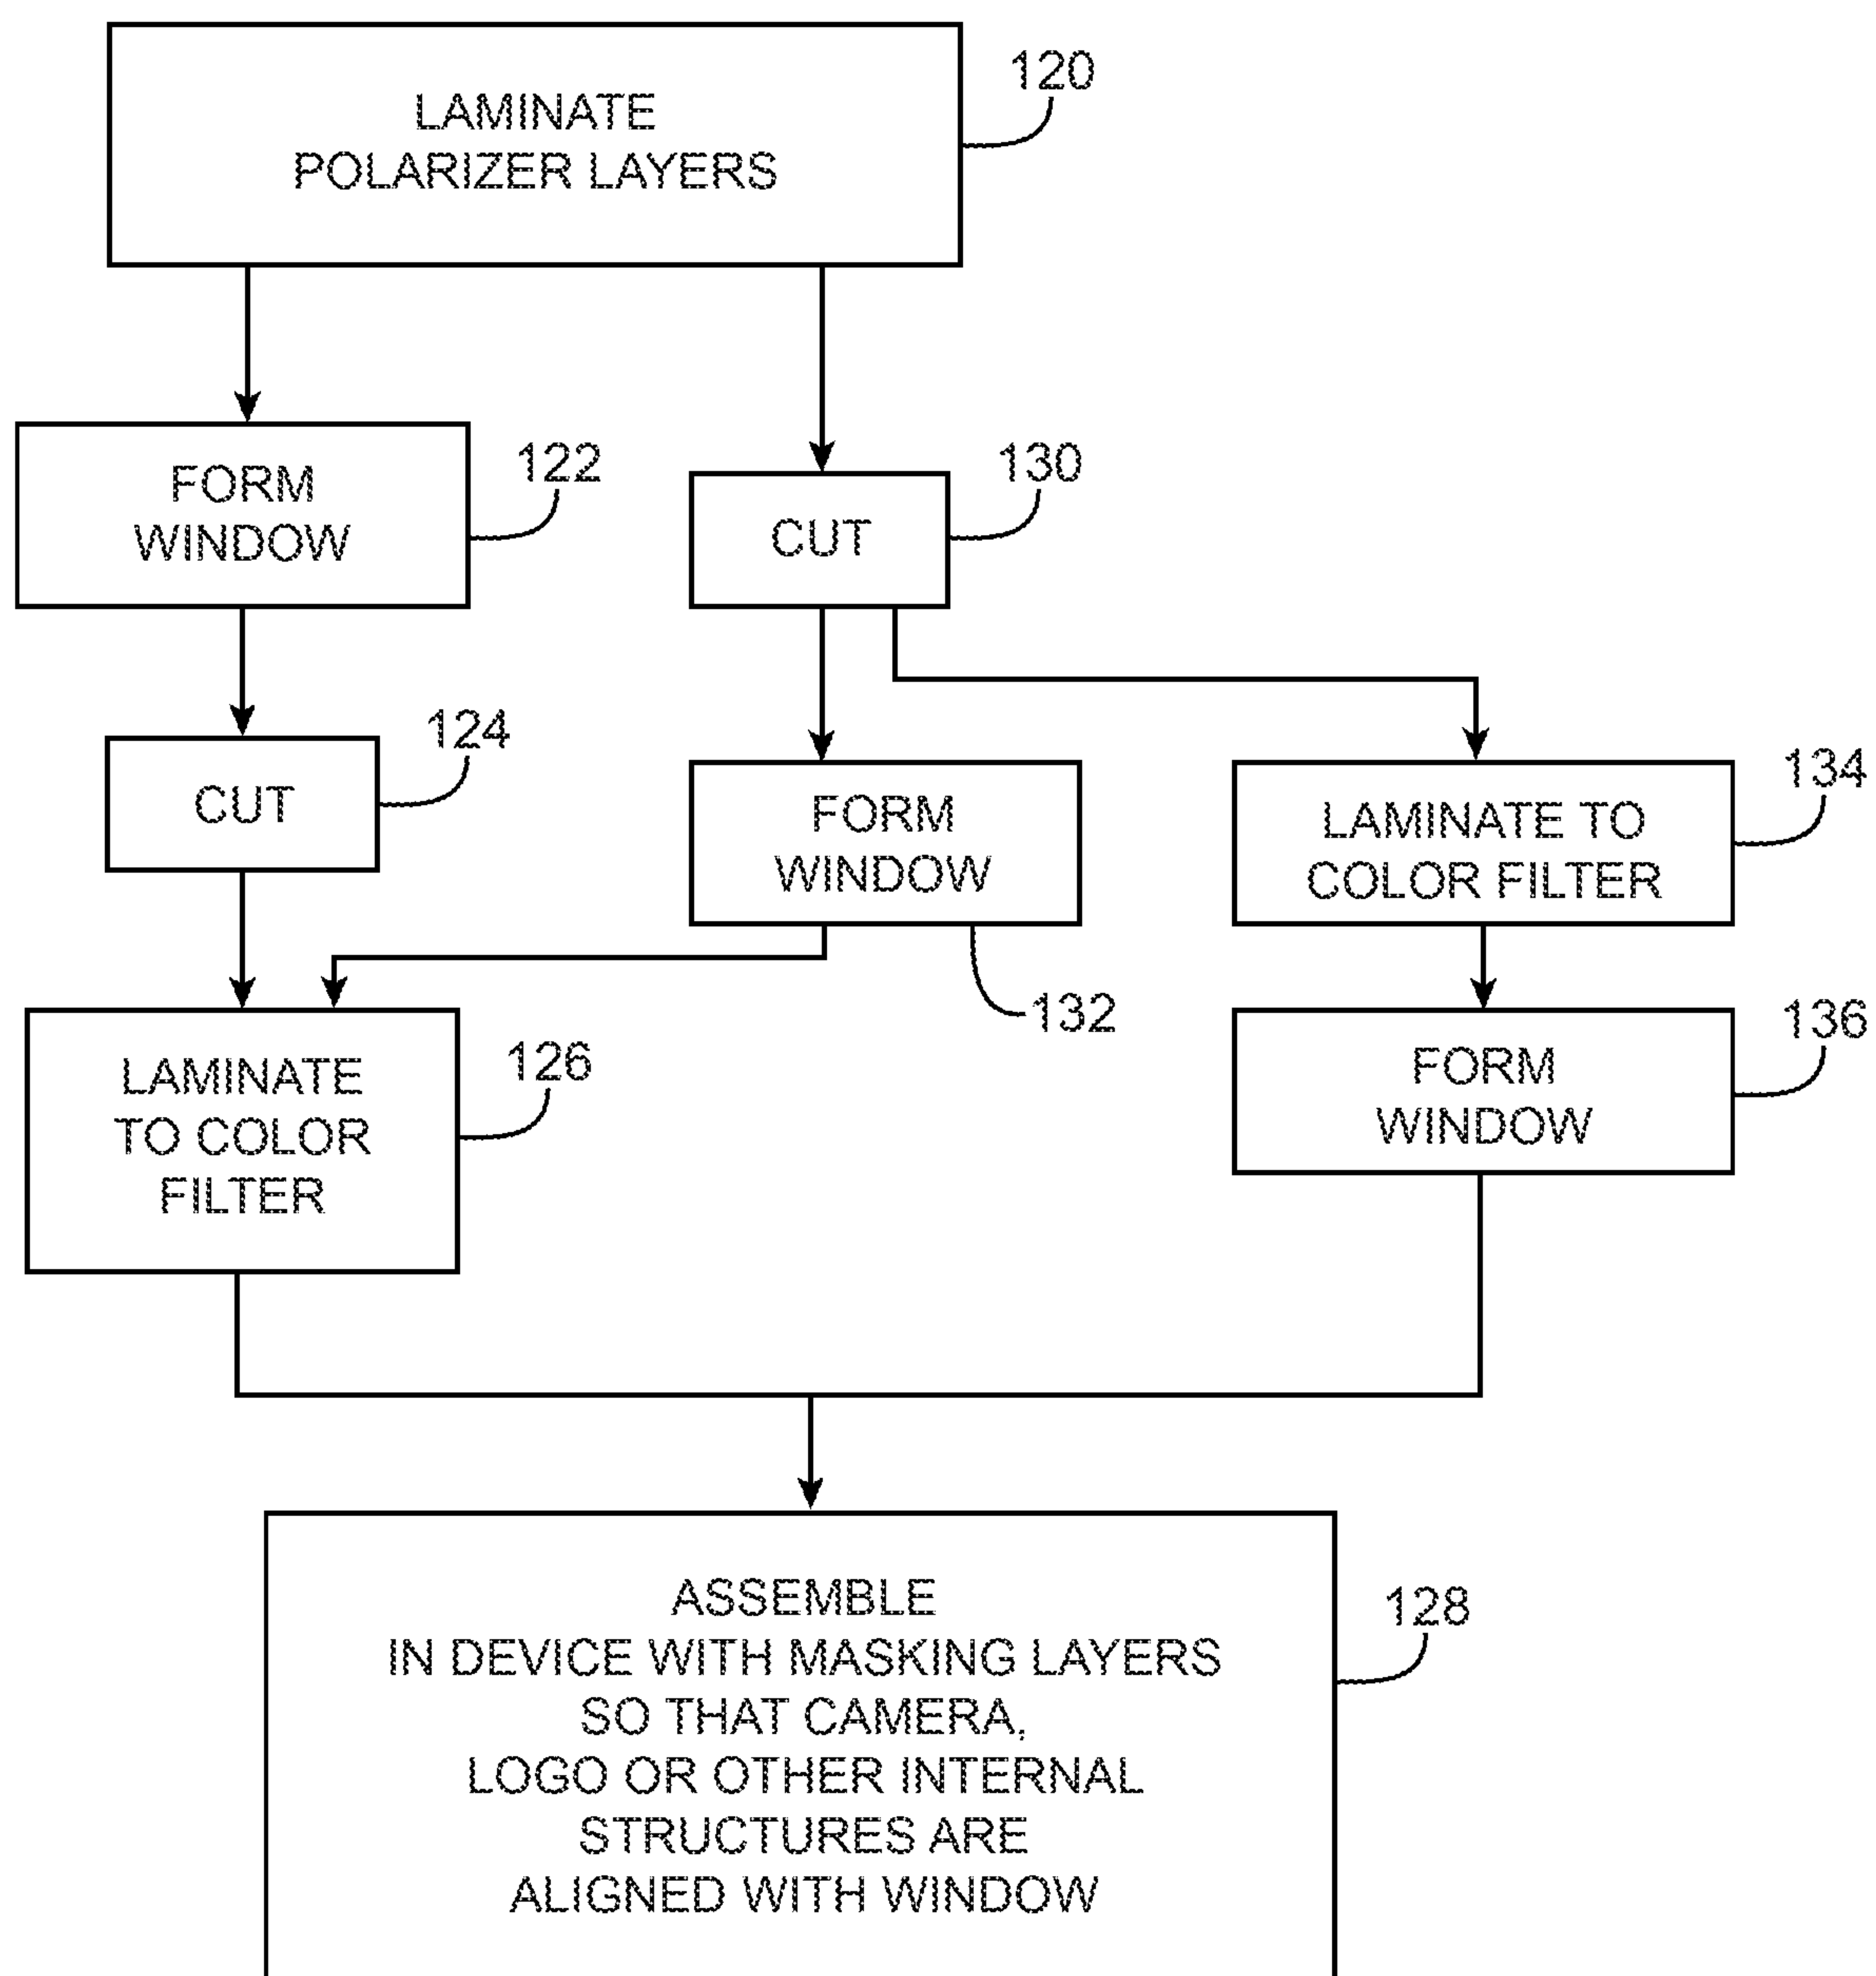 120
LAMINATE
POLARIZER LAYERS
122
FORM
WINDOW
130
CUT
124
CUT
FORM
WINDOW
132
134
LAMINATE TO
COLOR FILTER
126
LAMINATE
TO COLOR
FILTER
136
FORM
WINDOW
128
ASSEMBLE
IN DEVICE WITH MASKING LAYERS
SO THAT CAMERA,
LOGO OR OTHER INTERNAL
STRUCTURES ARE
ALIGNED WITH WINDOW